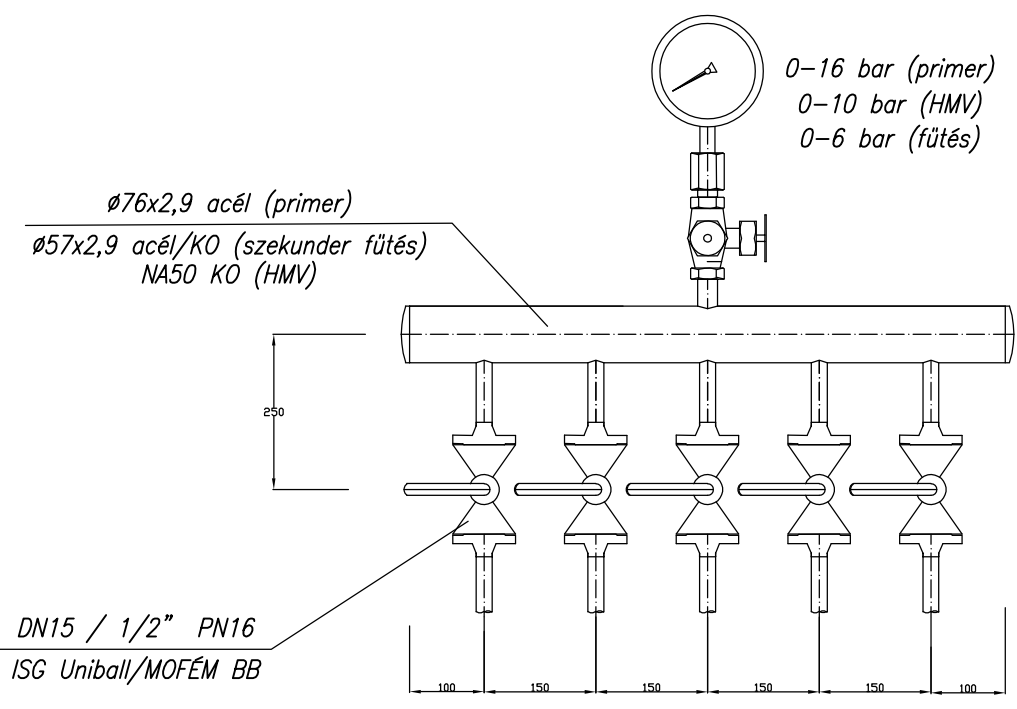 0-16 bar (primer)
0-10 bar (HMV)
0-6 bar (fűtés)
ø76x2,9 acél (primer)
ø57x2,9 acél/KO (szekunder fűtés)
NA50 KO (HMV)
250
DN15 / 1/2" PN16
ISG Uniball/MOFÉM BB
100 150 150 150 150 100